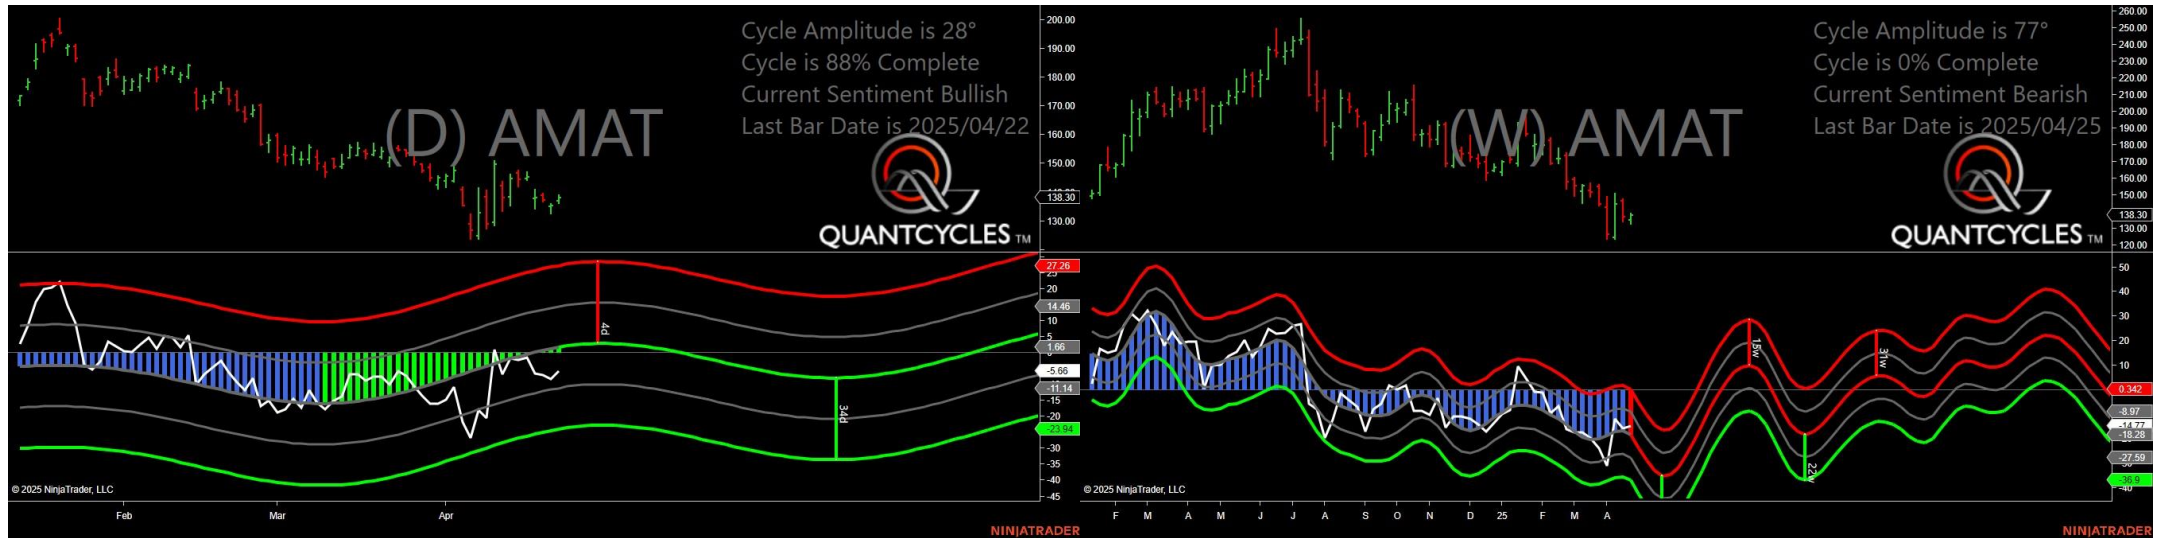 Cycle Amplitude is 28°
Cycle is 88% Complete
Current Sentiment Bullish
Last Bar Date is 2025/04/22
(D) AMAT
QUANTCYCLES TM
200.00
190.00
180.00
170.00
160.00
150.00
138.30
130.00
27.26
25
20
14.46
10
5
1.66
-5.66
-11.14
-15
-20
-23.94
-30
-35
-40
-45
4d
34d
© 2025 NinjaTrader, LLC
Feb Mar Apr
NINJATRADER
Cycle Amplitude is 77°
Cycle is 0% Complete
Current Sentiment Bearish
Last Bar Date is 2025/04/25
(W) AMAT
QUANTCYCLES TM
260.00
250.00
240.00
230.00
220.00
210.00
200.00
190.00
180.00
170.00
160.00
150.00
138.30
130.00
120.00
50
40
30
20
10
0.342
-8.97
-14.77
-18.28
-27.59
-36.9
-40
15w
31w
22w
© 2025 NinjaTrader, LLC
F M A M J J A S O N D 25 F M A
NINJATRADER